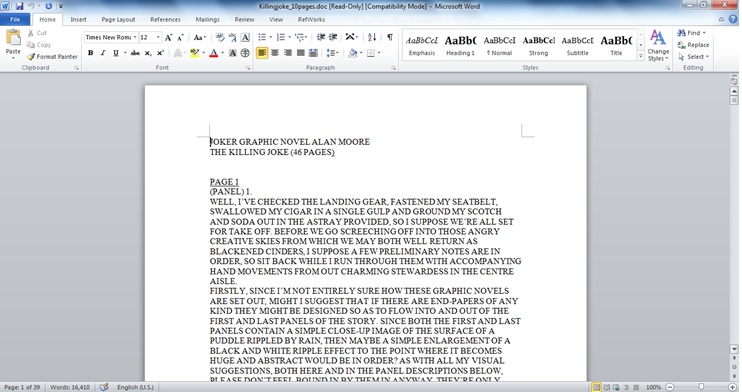 Killingjoke_10pages.doc [Read-Only] [Compatibility Mode] - Microsoft Word
File Home Insert Page Layout References Mailings Review View RefWorks
Paste
Cut
Copy
Format Painter
Clipboard
Times New Roma 12
Font
Paragraph
AaBbCcI AaBbC AaBbCcI AaBbCcI AaBbCcI AaBb(
Emphasis Heading 1 ¶ Normal Strong Subtitle Title
Change Styles
Styles
Find
Replace
Select
Editing
JOKER GRAPHIC NOVEL ALAN MOORE
THE KILLING JOKE (46 PAGES)
PAGE 1
(PANEL) 1.
WELL, I´VE CHECKED THE LANDING GEAR, FASTENED MY SEATBELT,
SWALLOWED MY CIGAR IN A SINGLE GULP AND GROUND MY SCOTCH
AND SODA OUT IN THE ASTRAY PROVIDED, SO I SUPPOSE WE'RE ALL SET
FOR TAKE OFF. BEFORE WE GO SCREECHING OFF INTO THOSE ANGRY
CREATIVE SKIES FROM WHICH WE MAY BOTH WELL RETURN AS
BLACKENED CINDERS, I SUPPOSE A FEW PRELIMINARY NOTES ARE IN
ORDER, SO SIT BACK WHILE I RUN THROUGH THEM WITH ACCOMPANYING
HAND MOVEMENTS FROM OUT CHARMING STEWARDESS IN THE CENTRE
AISLE.
FIRSTLY, SINCE I'M NOT ENTIRELY SURE HOW THESE GRAPHIC NOVELS
ARE SET OUT, MIGHT I SUGGEST THAT IF THERE ARE END-PAPERS OF ANY
KIND THEY MIGHT BE DESIGNED SO AS TO FLOW INTO AND OUT OF THE
FIRST AND LAST PANELS OF THE STORY. SINCE BOTH THE FIRST AND LAST
PANELS CONTAIN A SIMPLE CLOSE-UP IMAGE OF THE SURFACE OF A
PUDDLE RIPPLED BY RAIN, THEN MAYBE A SIMPLE ENLARGEMENT OF A
BLACK AND WHITE RIPPLE EFFECT TO THE POINT WHERE IT BECOMES
HUGE AND ABSTRACT WOULD BE IN ORDER? AS WITH ALL MY VISUAL
SUGGESTIONS, BOTH HERE AND IN THE PANEL DESCRIPTIONS BELOW,
PLEASE DON'T FEEL BOUND IN BY THEM IN ANYWAY. THEY'RE ONLY
Page: 1 of 39 Words: 16,410 English (U.S.) 100%